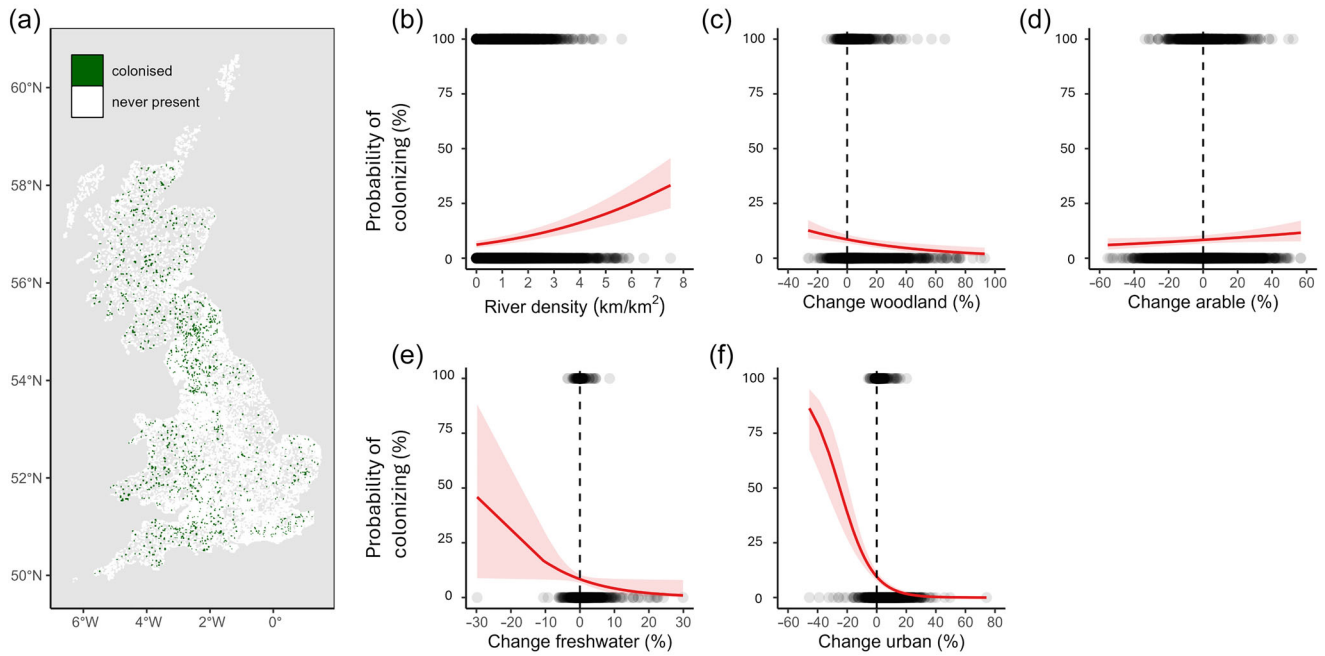 (a)
colonised
never present
60°N
58°N
56°N
54°N
52°N
50°N
6°W
4°W
2°W
0°
(b)
Probability of
colonizing (%)
100
75
50
25
0
0 1 2 3 4 5 6 7 8
River density (km/km²)
(c)
100
75
50
25
0
-40 -20 0 20 40 60 80 100
Change woodland (%)
(d)
100
75
50
25
0
-60 -40 -20 0 20 40 60
Change arable (%)
(e)
Probability of
colonizing (%)
100
75
50
25
0
-30 -20 -10 0 10 20 30
Change freshwater (%)
(f)
100
75
50
25
0
-60 -40 -20 0 20 40 60 80
Change urban (%)